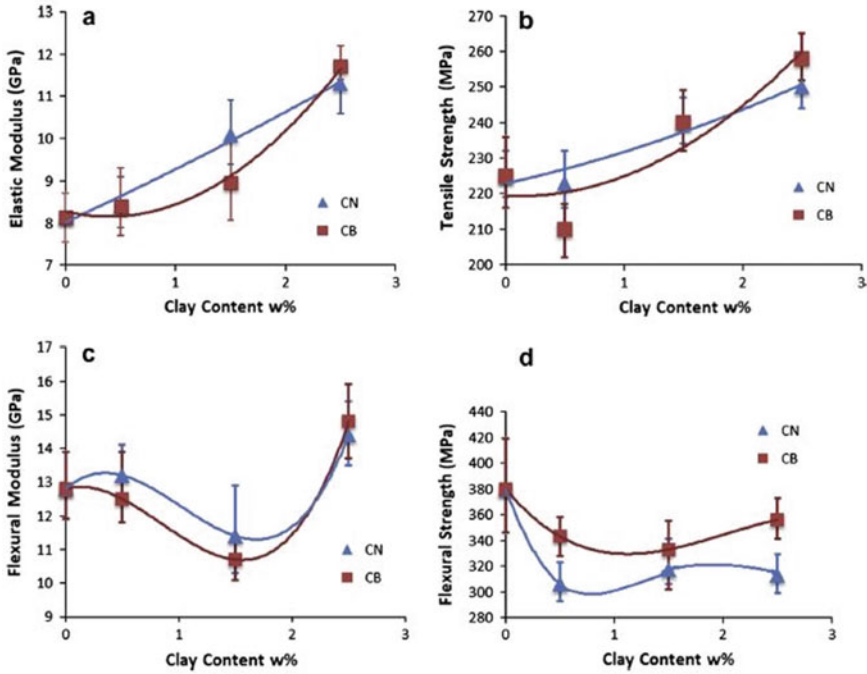 a
Elastic Modulus (GPa)
13
12
11
10
9
8
7
0 1 2 3
Clay Content w%
CN
CB
b
Tensile Strength (MPa)
270
260
250
240
230
220
210
200
0 1 2 3
Clay Content w%
CN
CB
c
Flexural Modulus (GPa)
17
16
15
14
13
12
11
10
9
0 1 2 3
Clay Content w%
CN
CB
d
Flexural Strength (MPa)
440
420
400
380
360
340
320
300
280
0 1 2 3
Clay Content w%
CN
CB